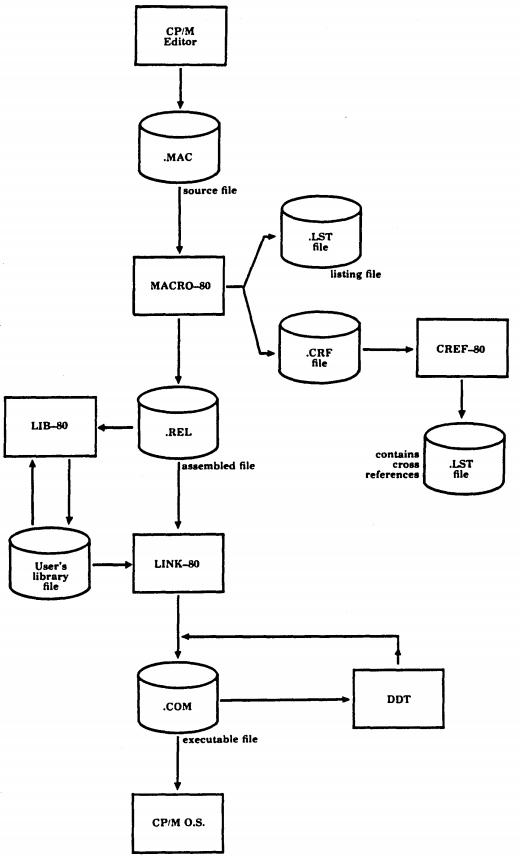 CP/M
Editor
.MAC
source file
.LST
file
listing file
MACRO-80
.CRF
file
CREF-80
LIB-80
.REL
assembled file
contains
cross
references
.LST
file
User's
library
file
LINK-80
.COM
executable file
DDT
CP/M O.S.